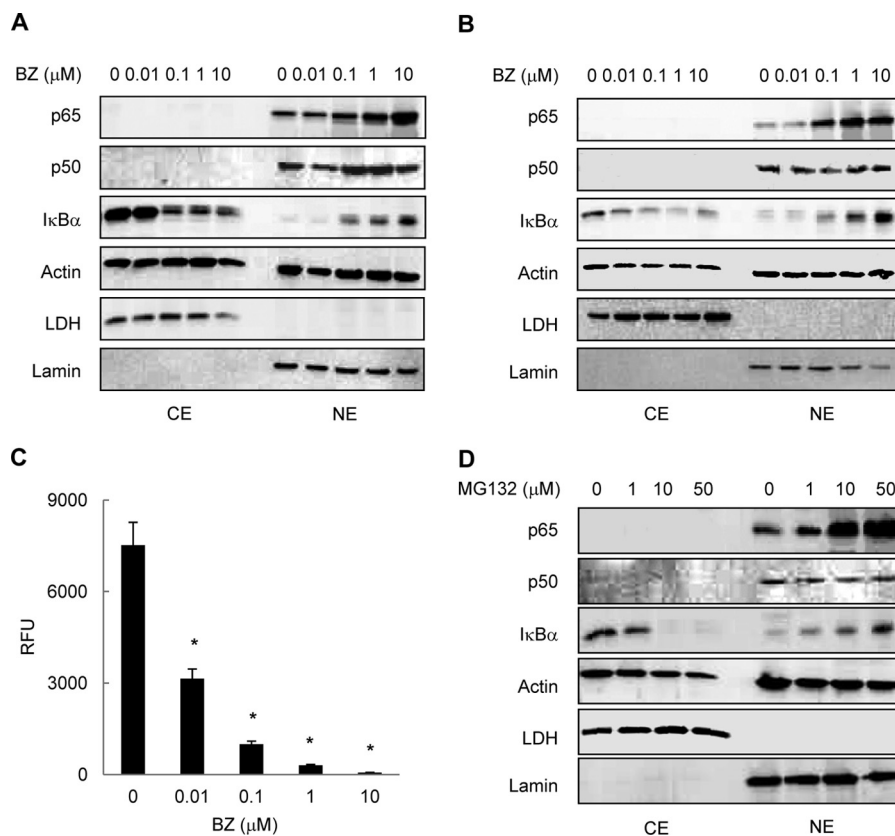 A
BZ (μM) 0 0.01 0.1 1 10 0 0.01 0.1 1 10
p65
p50
IκBα
Actin
LDH
Lamin
CE NE
B
BZ (μM) 0 0.01 0.1 1 10 0 0.01 0.1 1 10
p65
p50
IκBα
Actin
LDH
Lamin
CE NE
C
9000
6000
3000
0
RFU
* * * *
0 0.01 0.1 1 10
BZ (μM)
D
MG132 (μM) 0 1 10 50 0 1 10 50
p65
p50
IκBα
Actin
LDH
Lamin
CE NE